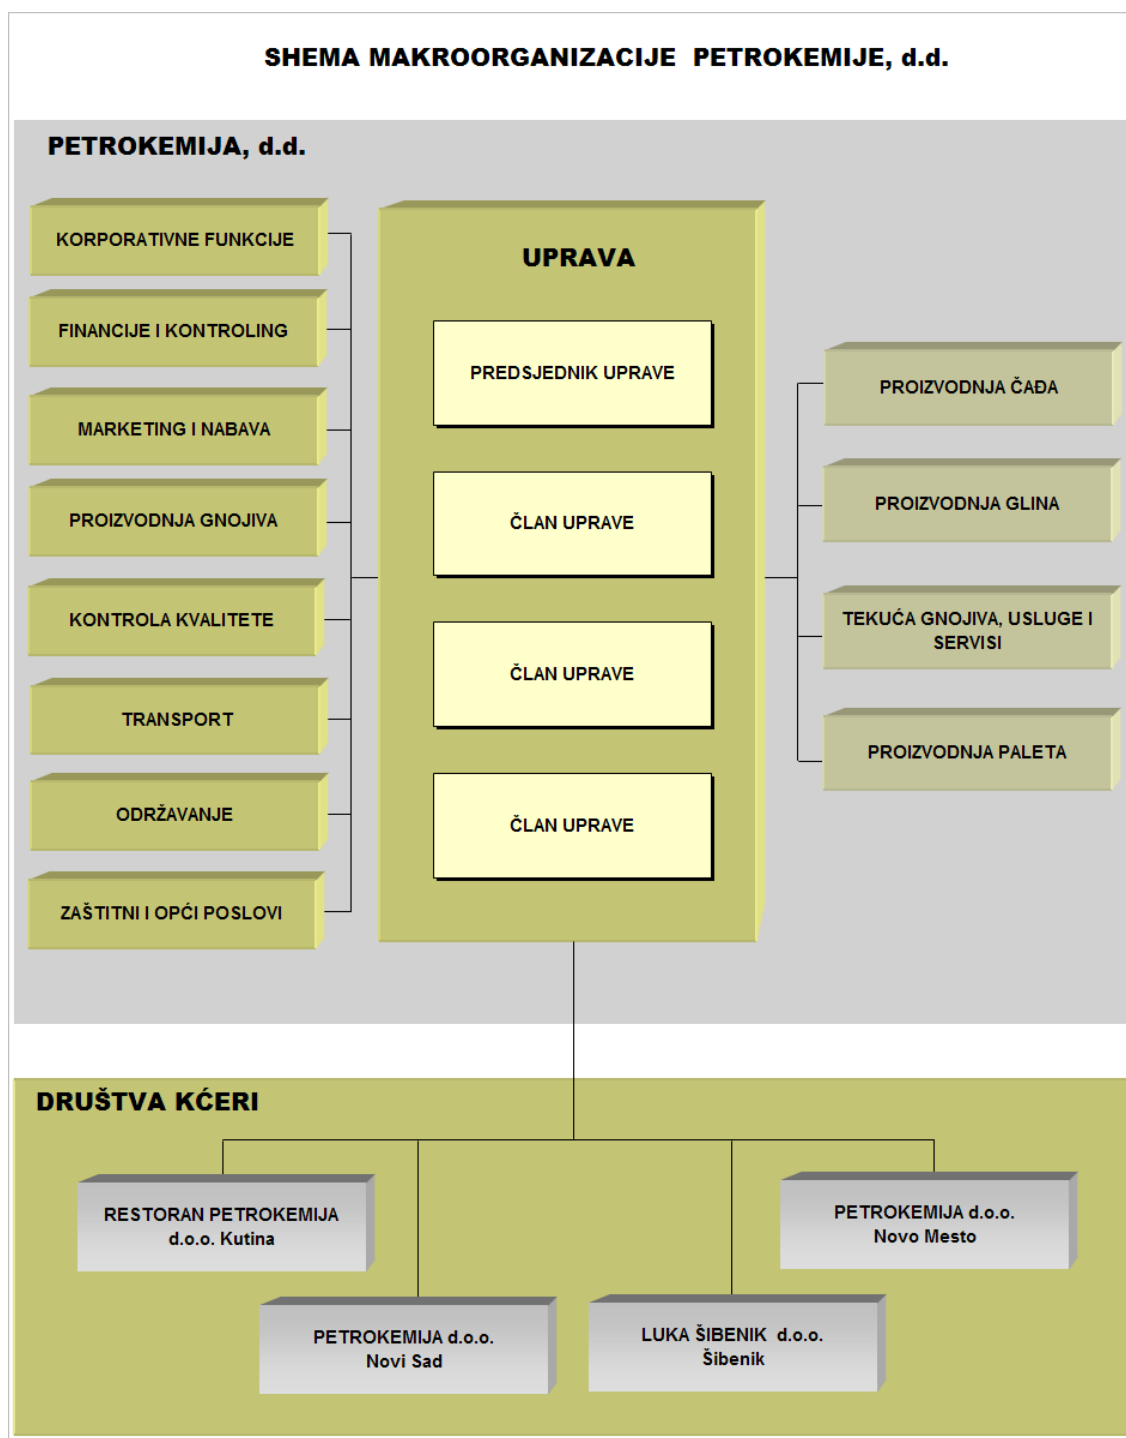 SHEMA MAKROORGANIZACIJE PETROKEMIJE, d.d.
PETROKEMIJA, d.d.
KORPORATIVNE FUNKCIJE
FINANCIJE I KONTROLING
MARKETING I NABAVA
PROIZVODNJA GNOJIVA
KONTROLA KVALITETE
TRANSPORT
ODRŽAVANJE
ZAŠTITNI I OPĆI POSLOVI
UPRAVA
PREDSJEDNIK UPRAVE
ČLAN UPRAVE
ČLAN UPRAVE
ČLAN UPRAVE
PROIZVODNJA ČAĐA
PROIZVODNJA GLINA
TEKUĆA GNOJIVA, USLUGE I
SERVISI
PROIZVODNJA PALETA
DRUŠTVA KĆERI
RESTORAN PETROKEMIJA
d.o.o. Kutina
PETROKEMIJA d.o.o.
Novi Sad
LUKA ŠIBENIK d.o.o.
Šibenik
PETROKEMIJA d.o.o.
Novo Mesto